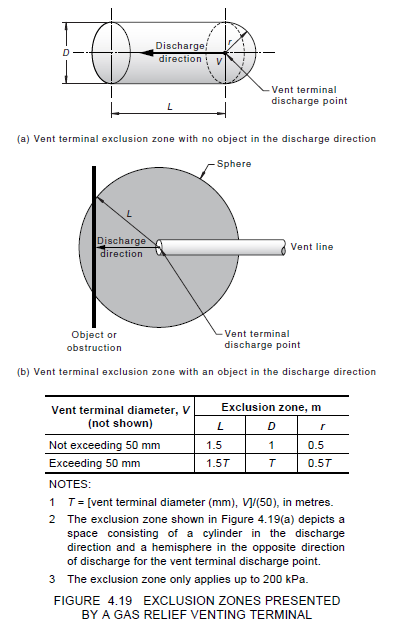 D
Discharge
direction
V
r
Vent terminal
discharge point
L
(a) Vent terminal exclusion zone with no object in the discharge direction
Sphere
L
Discharge
direction
Vent line
Object or
obstruction
Vent terminal
discharge point
(b) Vent terminal exclusion zone with an object in the discharge direction
Vent terminal diameter, V
(not shown)
Exclusion zone, m
L D r
Not exceeding 50 mm 1.5 1 0.5
Exceeding 50 mm 1.5T T 0.5T
NOTES:
1 T = [vent terminal diameter (mm), V]/(50), in metres.
2 The exclusion zone shown in Figure 4.19(a) depicts a
space consisting of a cylinder in the discharge
direction and a hemisphere in the opposite direction
of discharge for the vent terminal discharge point.
3 The exclusion zone only applies up to 200 kPa.
FIGURE 4.19 EXCLUSION ZONES PRESENTED
BY A GAS RELIEF VENTING TERMINAL